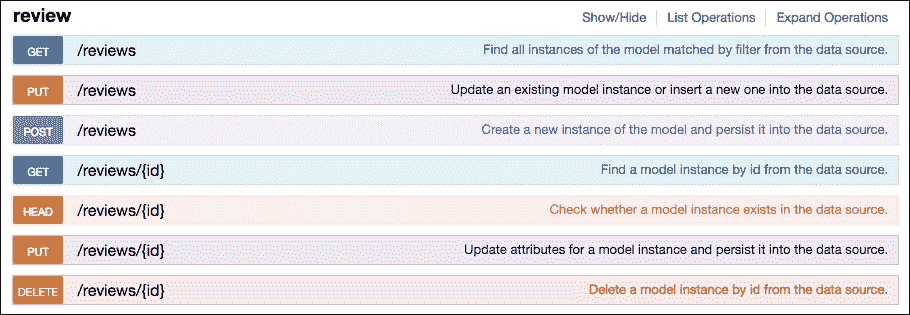 review Show/Hide List Operations Expand Operations
GET /reviews Find all instances of the model matched by filter from the data source.
PUT /reviews Update an existing model instance or insert a new one into the data source.
POST /reviews Create a new instance of the model and persist it into the data source.
GET /reviews/{id} Find a model instance by id from the data source.
HEAD /reviews/{id} Check whether a model instance exists in the data source.
PUT /reviews/{id} Update attributes for a model instance and persist it into the data source.
DELETE /reviews/{id} Delete a model instance by id from the data source.